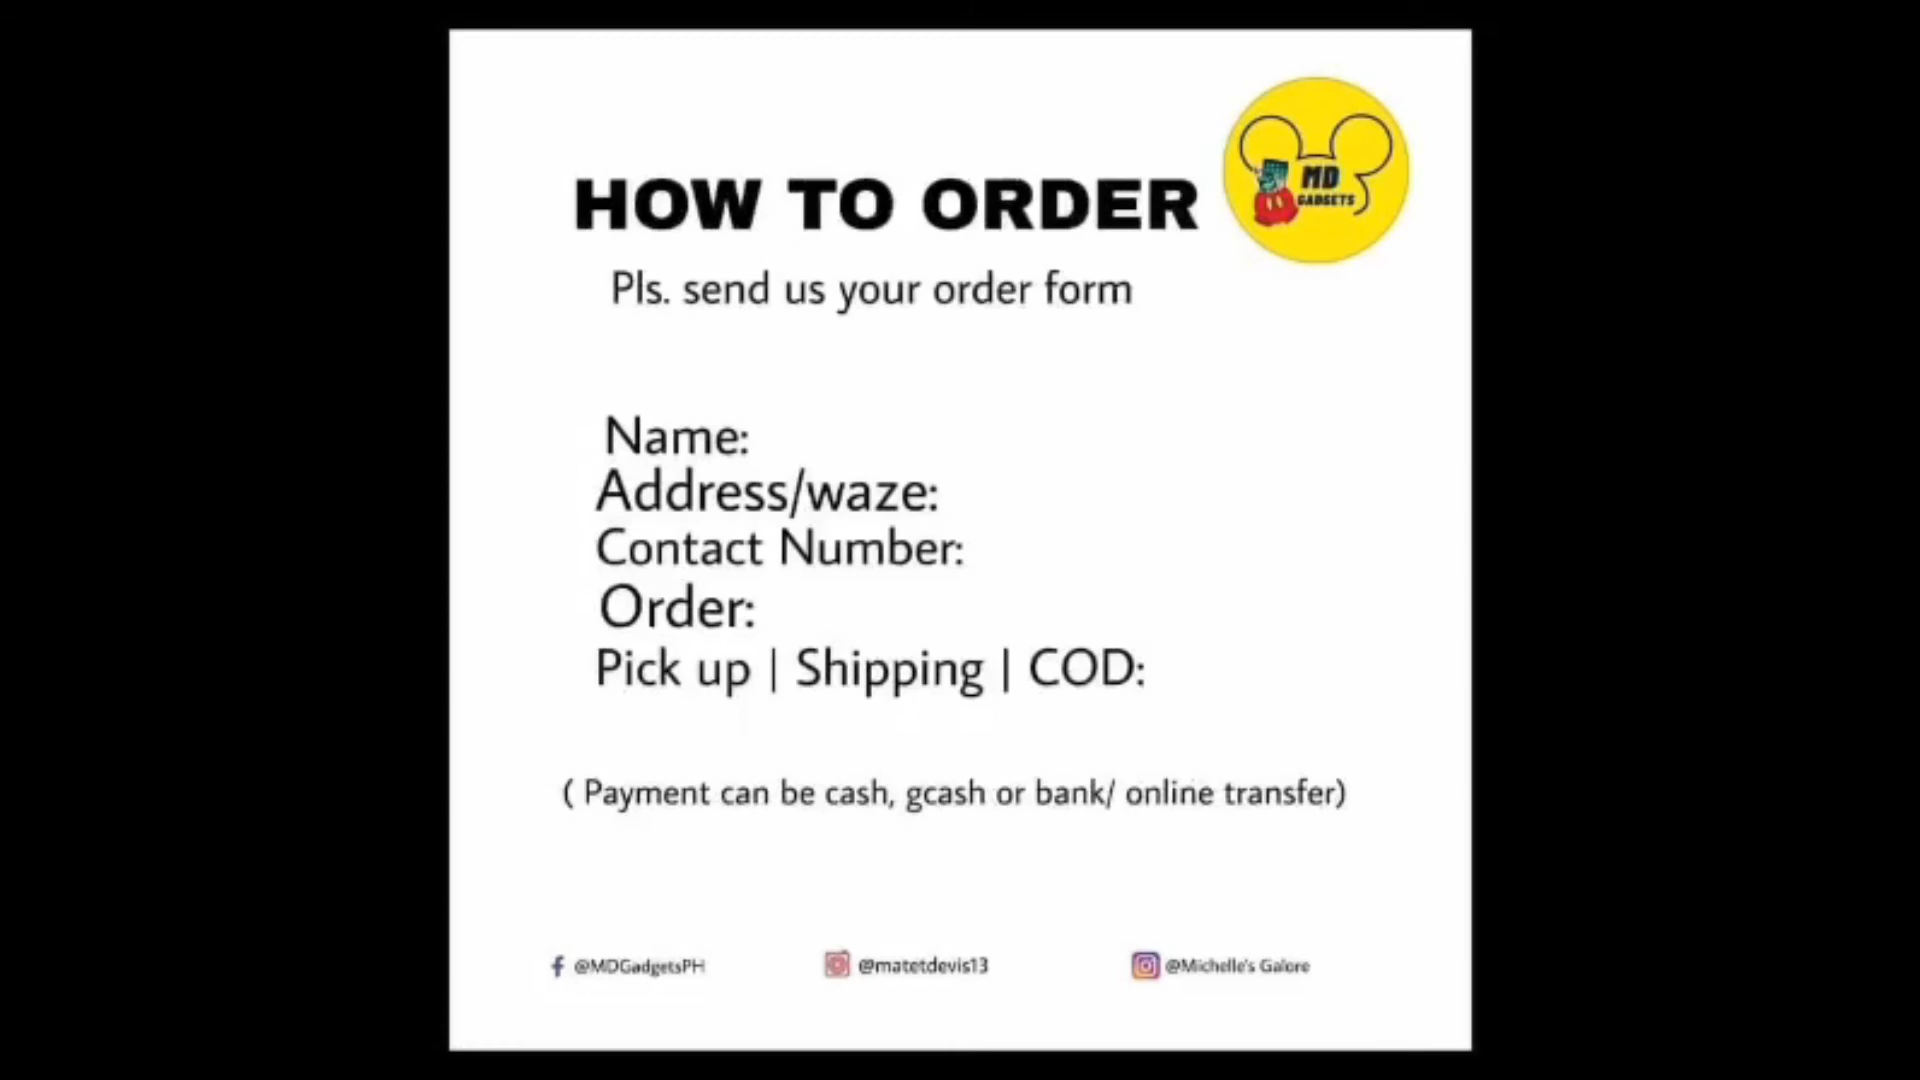 HOW TO ORDER
MD
GADGETS
Pls. send us your order form
Name:
Address/waze:
Contact Number:
Order:
Pick up | Shipping | COD:
( Payment can be cash, gcash or bank/ online transfer)
@MDGadgetsPH
@matetdevis13
@Michelle's Galore